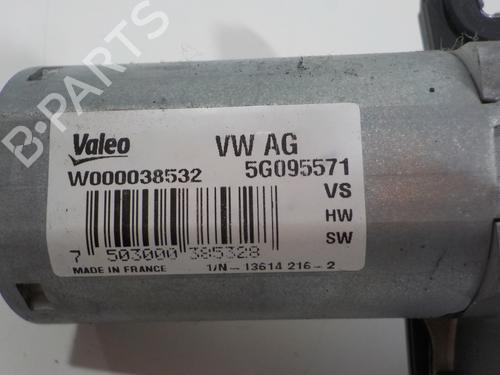 B-PARTS
Valeo
VW AG
W000038532
5G095571
VS
HW
SW
7 503000 385328
MADE IN FRANCE
1/N - 13614 216 - 2